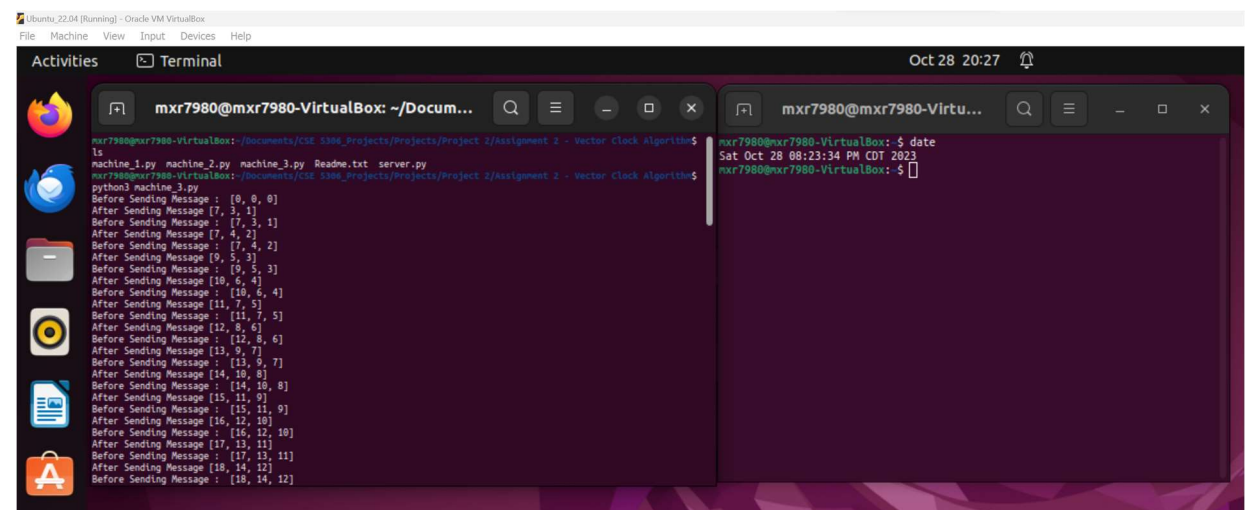 Ubuntu_22.04 [Running] - Oracle VM VirtualBox
File Machine View Input Devices Help
Activities Terminal Oct 28 20:27
mxr7980@mxr7980-VirtualBox: ~/Docum...
mxr7980@mxr7980-VirtualBox:~/Documents/CSE 5306_Projects/Projects/Project 2/Assignment 2 - Vector Clock Algorithm$
ls
machine_1.py machine_2.py machine_3.py Readme.txt server.py
mxr7980@mxr7980-VirtualBox:~/Documents/CSE 5306_Projects/Projects/Project 2/Assignment 2 - Vector Clock Algorithm$
python3 machine_3.py
Before Sending Message : [0, 0, 0]
After Sending Message [7, 3, 1]
Before Sending Message : [7, 3, 1]
After Sending Message [7, 4, 2]
Before Sending Message : [7, 4, 2]
After Sending Message [9, 5, 3]
Before Sending Message : [9, 5, 3]
After Sending Message [10, 6, 4]
Before Sending Message : [10, 6, 4]
After Sending Message [11, 7, 5]
Before Sending Message : [11, 7, 5]
After Sending Message [12, 8, 6]
Before Sending Message : [12, 8, 6]
After Sending Message [13, 9, 7]
Before Sending Message : [13, 9, 7]
After Sending Message [14, 10, 8]
Before Sending Message : [14, 10, 8]
After Sending Message [15, 11, 9]
Before Sending Message : [15, 11, 9]
After Sending Message [16, 12, 10]
Before Sending Message : [16, 12, 10]
After Sending Message [17, 13, 11]
Before Sending Message : [17, 13, 11]
After Sending Message [18, 14, 12]
Before Sending Message : [18, 14, 12]
mxr7980@mxr7980-Virtu...
mxr7980@mxr7980-VirtualBox:~$ date
Sat Oct 28 08:23:34 PM CDT 2023
mxr7980@mxr7980-VirtualBox:~$